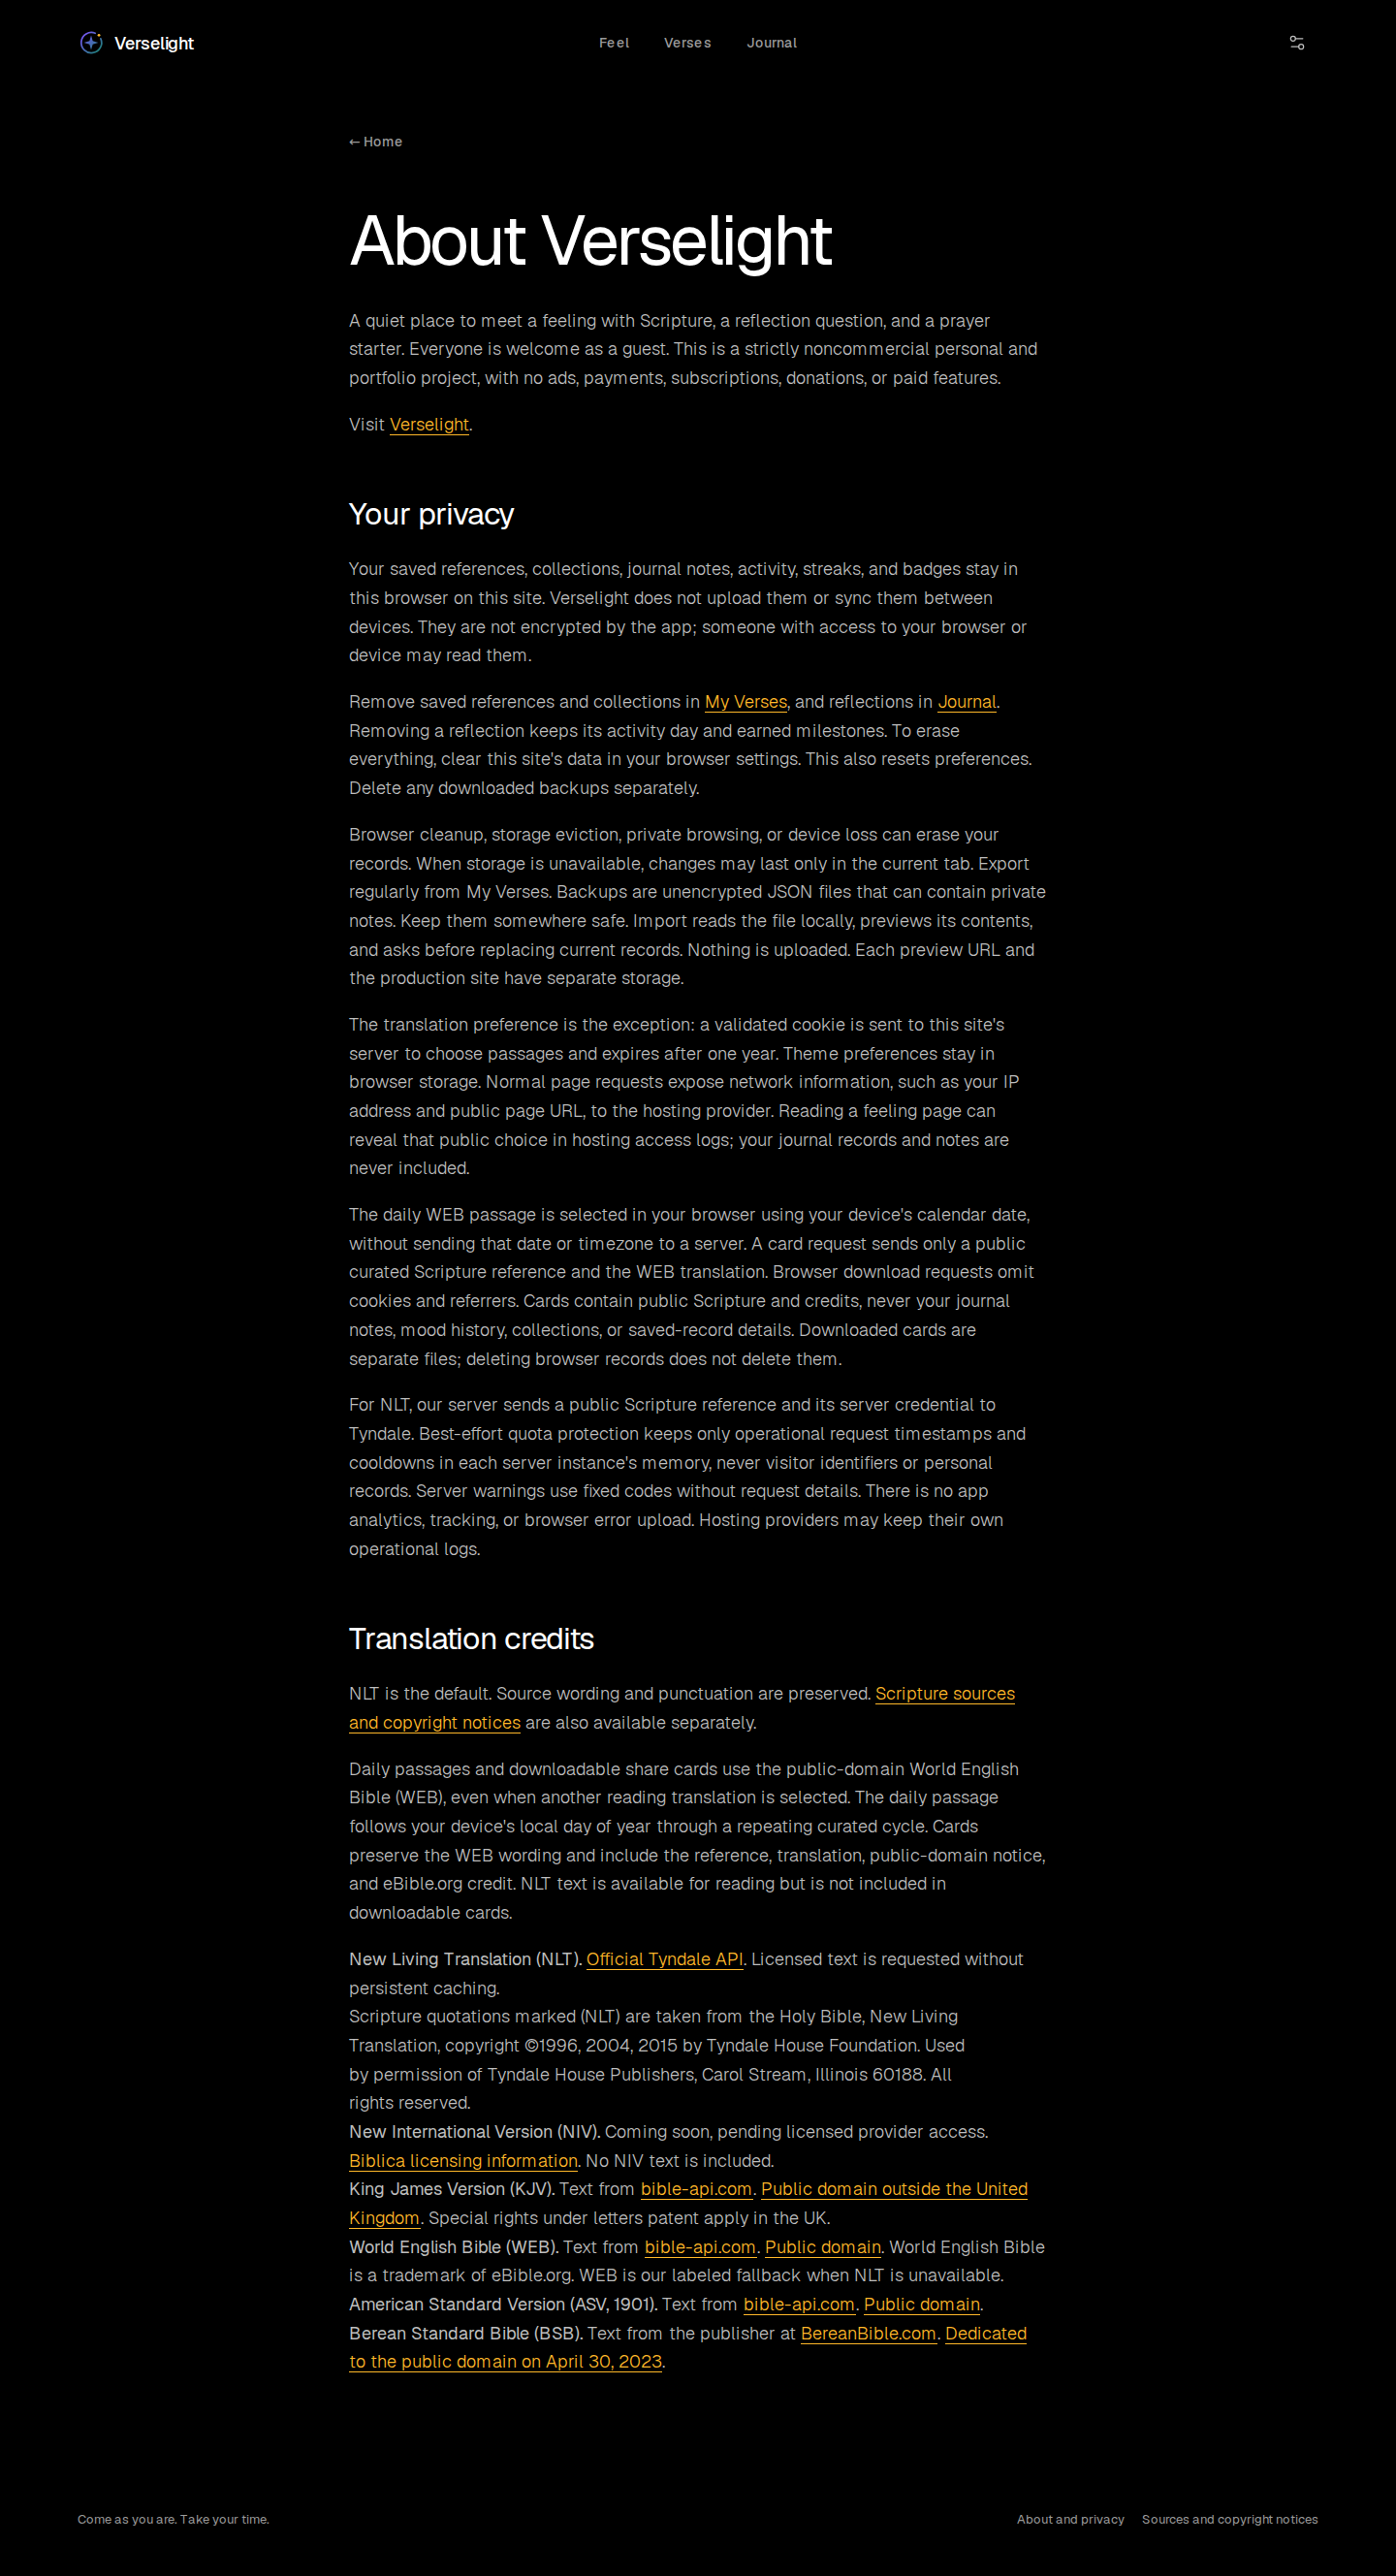 Verselight
Feel Verses Journal
← Home
About Verselight
A quiet place to meet a feeling with Scripture, a reflection question, and a prayer
starter. Everyone is welcome as a guest. This is a strictly noncommercial personal and
portfolio project, with no ads, payments, subscriptions, donations, or paid features.
Visit Verselight.
Your privacy
Your saved references, collections, journal notes, activity, streaks, and badges stay in
this browser on this site. Verselight does not upload them or sync them between
devices. They are not encrypted by the app; someone with access to your browser or
device may read them.
Remove saved references and collections in My Verses, and reflections in Journal.
Removing a reflection keeps its activity day and earned milestones. To erase
everything, clear this site's data in your browser settings. This also resets preferences.
Delete any downloaded backups separately.
Browser cleanup, storage eviction, private browsing, or device loss can erase your
records. When storage is unavailable, changes may last only in the current tab. Export
regularly from My Verses. Backups are unencrypted JSON files that can contain private
notes. Keep them somewhere safe. Import reads the file locally, previews its contents,
and asks before replacing current records. Nothing is uploaded. Each preview URL and
the production site have separate storage.
The translation preference is the exception: a validated cookie is sent to this site's
server to choose passages and expires after one year. Theme preferences stay in
browser storage. Normal page requests expose network information, such as your IP
address and public page URL, to the hosting provider. Reading a feeling page can
reveal that public choice in hosting access logs; your journal records and notes are
never included.
The daily WEB passage is selected in your browser using your device's calendar date,
without sending that date or timezone to a server. A card request sends only a public
curated Scripture reference and the WEB translation. Browser download requests omit
cookies and referrers. Cards contain public Scripture and credits, never your journal
notes, mood history, collections, or saved-record details. Downloaded cards are
separate files; deleting browser records does not delete them.
For NLT, our server sends a public Scripture reference and its server credential to
Tyndale. Best-effort quota protection keeps only operational request timestamps and
cooldowns in each server instance's memory, never visitor identifiers or personal
records. Server warnings use fixed codes without request details. There is no app
analytics, tracking, or browser error upload. Hosting providers may keep their own
operational logs.
Translation credits
NLT is the default. Source wording and punctuation are preserved. Scripture sources
and copyright notices are also available separately.
Daily passages and downloadable share cards use the public-domain World English
Bible (WEB), even when another reading translation is selected. The daily passage
follows your device's local day of year through a repeating curated cycle. Cards
preserve the WEB wording and include the reference, translation, public-domain notice,
and eBible.org credit. NLT text is available for reading but is not included in
downloadable cards.
New Living Translation (NLT). Official Tyndale API. Licensed text is requested without
persistent caching.
Scripture quotations marked (NLT) are taken from the Holy Bible, New Living
Translation, copyright ©1996, 2004, 2015 by Tyndale House Foundation. Used
by permission of Tyndale House Publishers, Carol Stream, Illinois 60188. All
rights reserved.
New International Version (NIV). Coming soon, pending licensed provider access.
Biblica licensing information. No NIV text is included.
King James Version (KJV). Text from bible-api.com. Public domain outside the United
Kingdom. Special rights under letters patent apply in the UK.
World English Bible (WEB). Text from bible-api.com. Public domain. World English Bible
is a trademark of eBible.org. WEB is our labeled fallback when NLT is unavailable.
American Standard Version (ASV, 1901). Text from bible-api.com. Public domain.
Berean Standard Bible (BSB). Text from the publisher at BereanBible.com. Dedicated
to the public domain on April 30, 2023.
Come as you are. Take your time.
About and privacy Sources and copyright notices